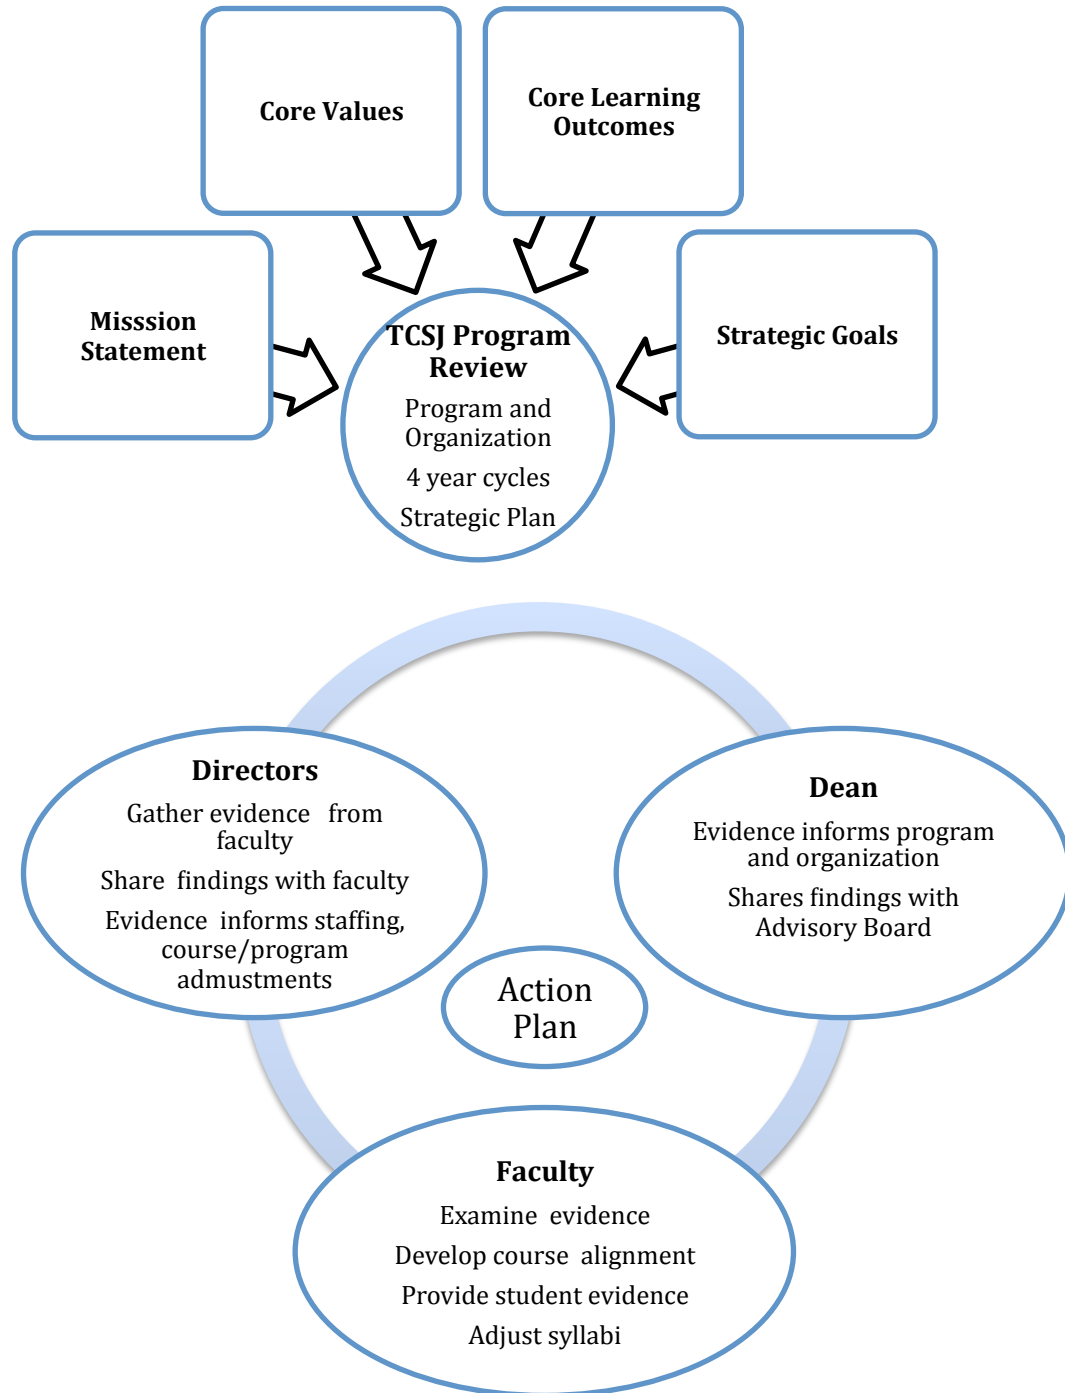 Core Values
Core Learning
Outcomes
Misssion
Statement
Strategic Goals
TCSJ Program
Review
Program and
Organization
4 year cycles
Strategic Plan
Directors
Gather evidence from
faculty
Share findings with faculty
Evidence informs staffing,
course/program
admustments
Dean
Evidence informs program
and organization
Shares findings with
Advisory Board
Action
Plan
Faculty
Examine evidence
Develop course alignment
Provide student evidence
Adjust syllabi